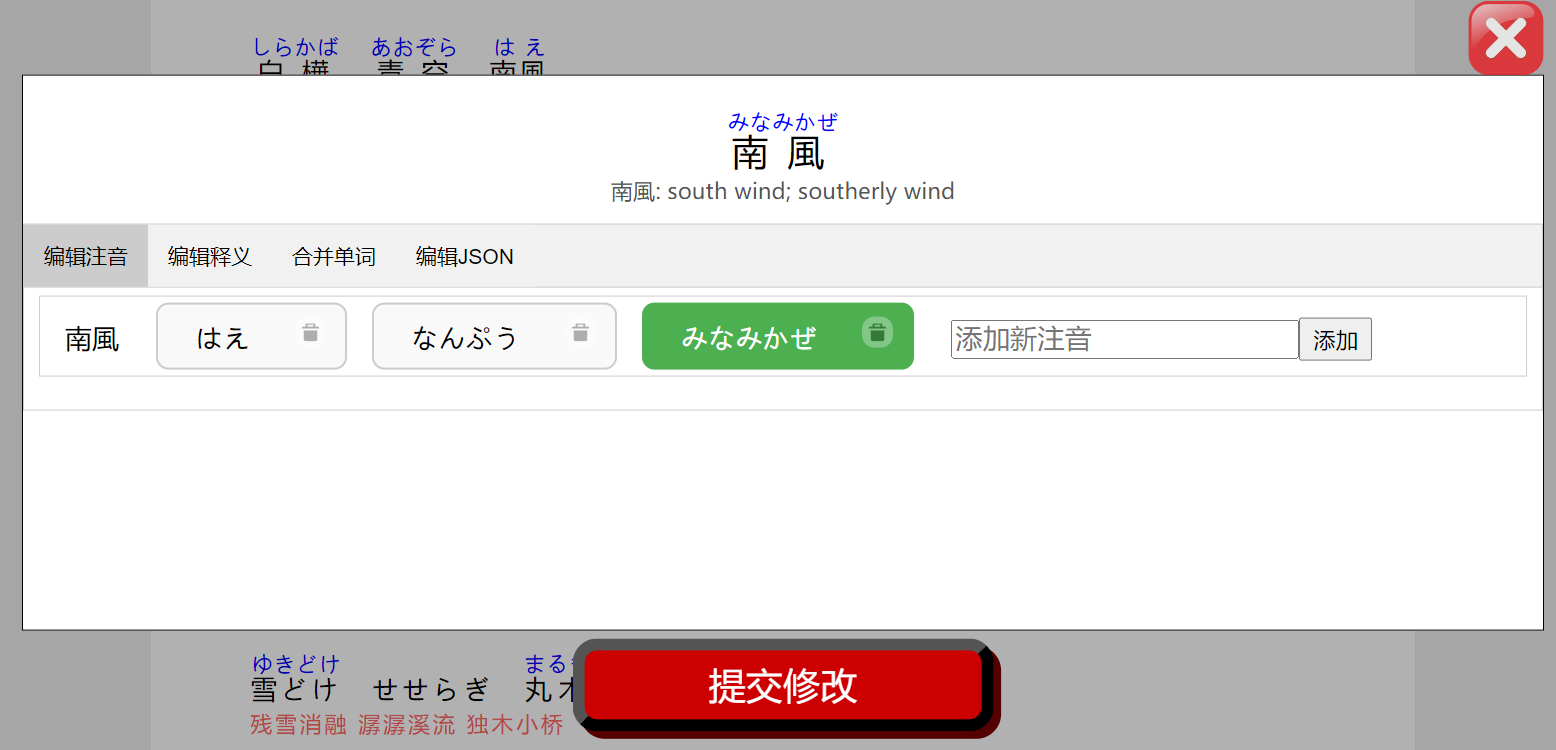 しらかば あおぞら はえ
白樺 青空 南風
みなみかぜ
南風
南風: south wind; southerly wind
编辑注音 编辑释义 合并单词 编辑JSON
南風 はえ なんぷう みなみかぜ 添加新注音 添加
ゆきどけ まる
雪どけ せせらぎ 丸木
残雪消融 潺潺溪流 独木小桥
提交修改